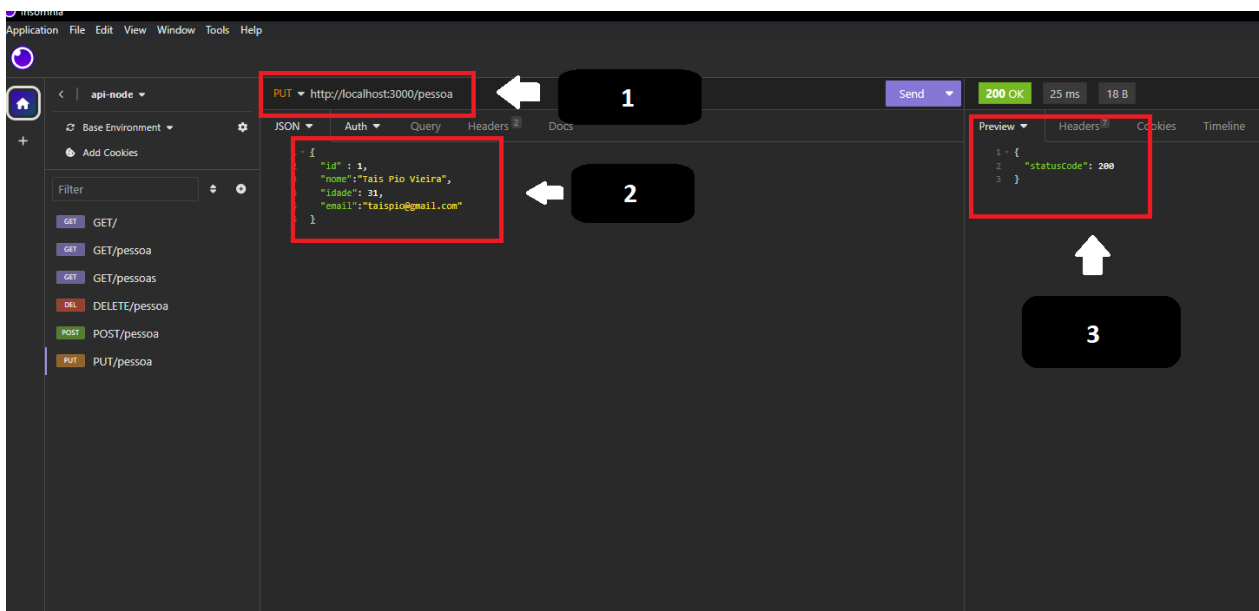 Insomnia
Application File Edit View Window Tools Help
api-node
PUT http://localhost:3000/pessoa
1
Send
200 OK 25 ms 18 B
Base Environment
JSON Auth Query Headers 2 Docs
Preview Headers 7 Cookies Timeline
Add Cookies
Filter
GET GET/
GET GET/pessoa
GET GET/pessoas
DEL DELETE/pessoa
POST POST/pessoa
PUT PUT/pessoa
{
"id" : 1,
"nome":"Tais Pio Vieira",
"idade": 31,
"email":"taispio@gmail.com"
}
2
1 {
2 "statusCode": 200
3 }
3